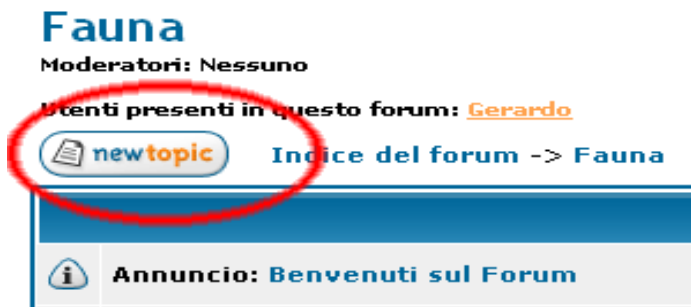 Fauna
Moderatori: Nessuno
Utenti presenti in questo forum: Gerardo
newtopic Indice del forum -> Fauna
Annuncio: Benvenuti sul Forum